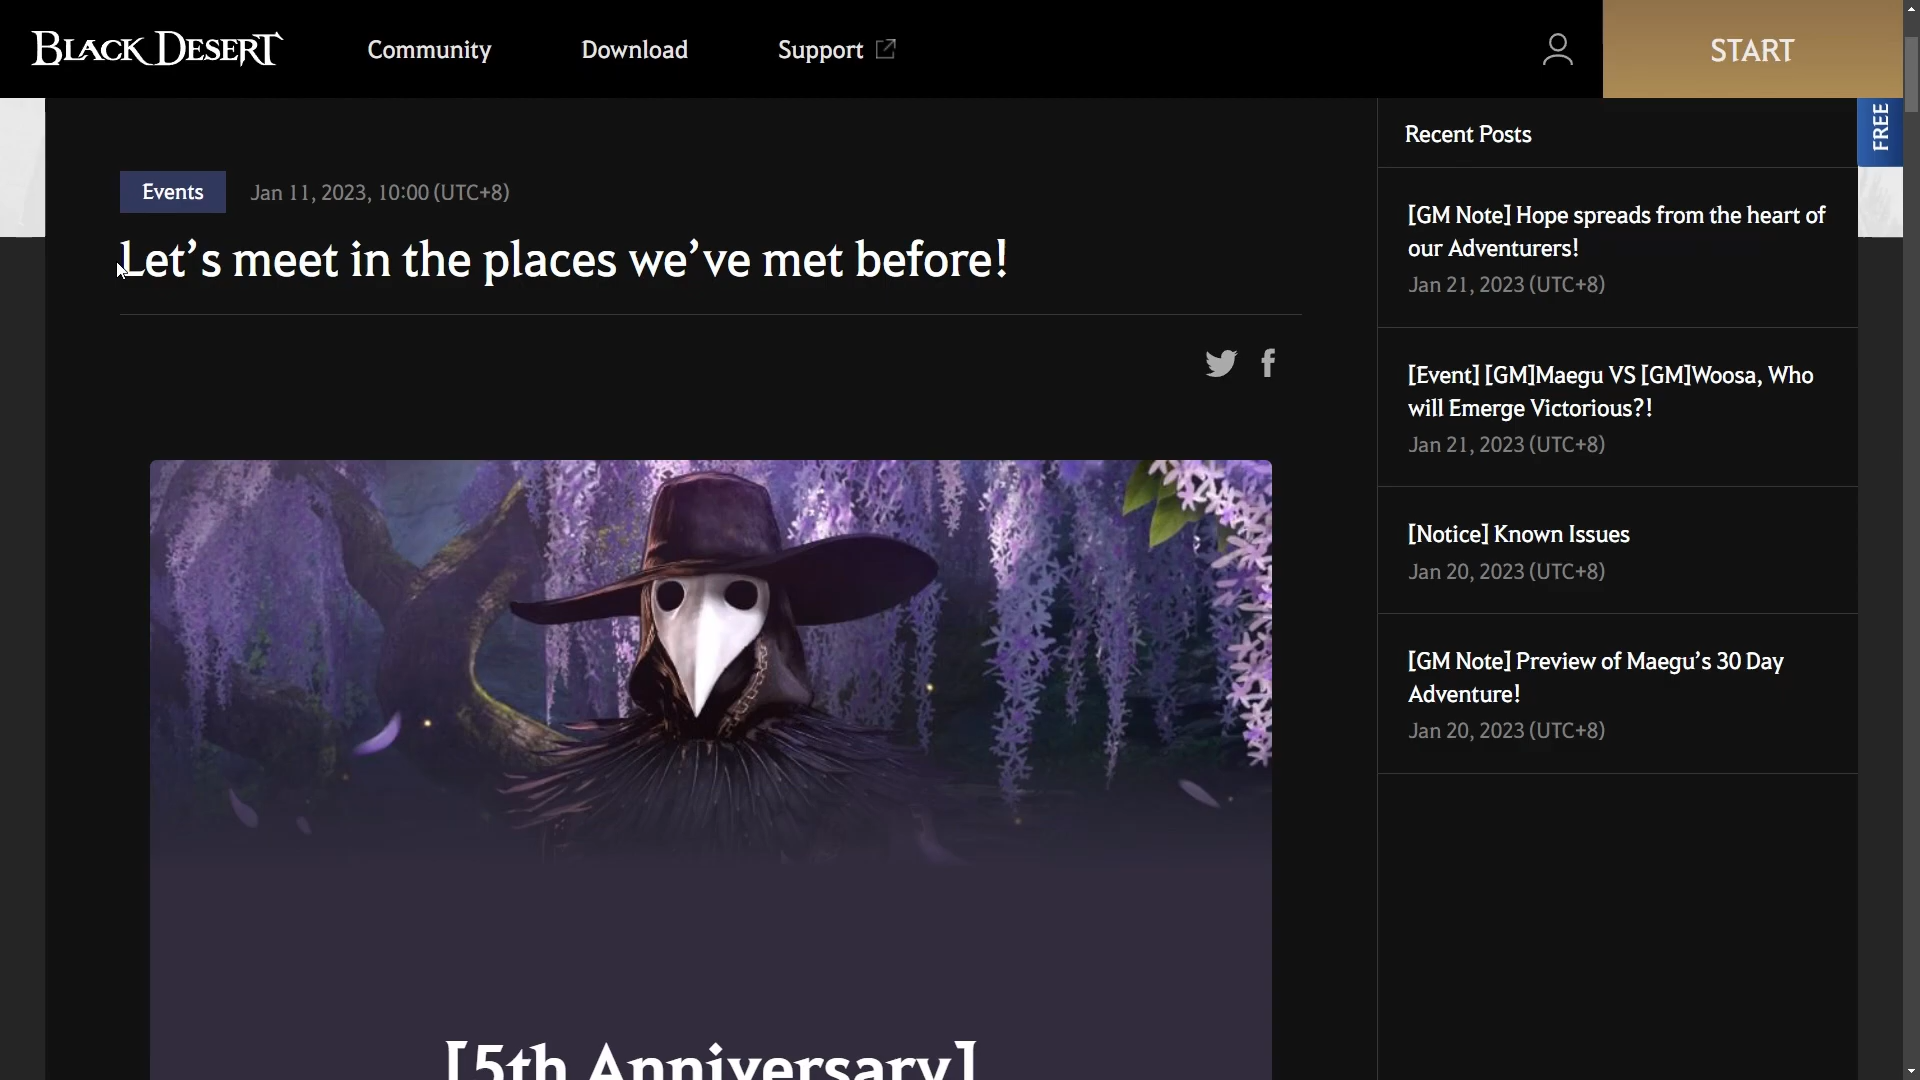 BLACK DESERT
Community
Download
Support
START
FREE
Events
Jan 11, 2023, 10:00 (UTC+8)
Let’s meet in the places we’ve met before!
[5th Anniversary]
Recent Posts
[GM Note] Hope spreads from the heart of
our Adventurers!
Jan 21, 2023 (UTC+8)
[Event] [GM]Maegu VS [GM]Woosa, Who
will Emerge Victorious?!
Jan 21, 2023 (UTC+8)
[Notice] Known Issues
Jan 20, 2023 (UTC+8)
[GM Note] Preview of Maegu’s 30 Day
Adventure!
Jan 20, 2023 (UTC+8)